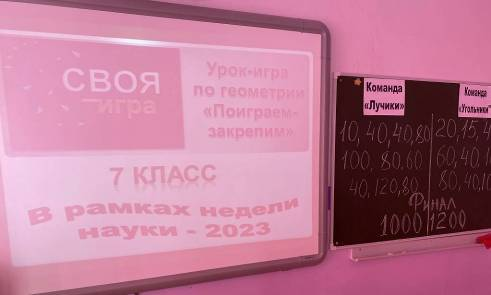 СВОЯ
игра
Урок-игра
по геометрии
«Поиграем-
закрепим»
7 КЛАСС
В рамках недели
науки - 2023
Команда
«Лучики»
10, 40, 40, 80
100, 80, 60
40, 120, 80
Команда
«Угольники
20, 15, 4
60, 40, 1
80, 40, 10
Финал
1000 1200